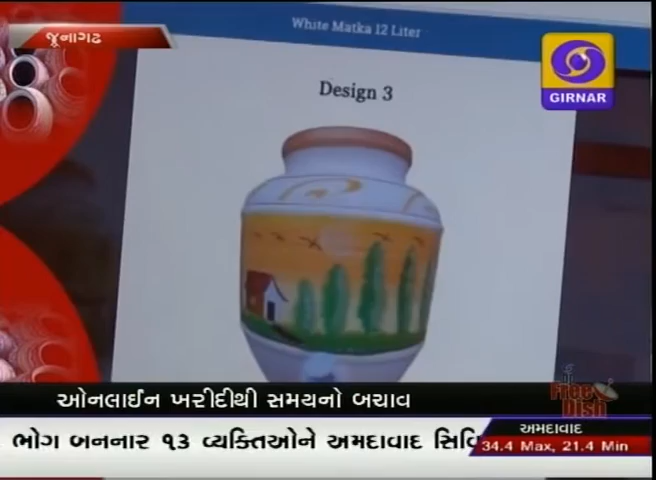 જૂનાગઢ
White Matka 12 Liter
Design 3
GIRNAR
ઓનલાઈન ખરીદીથી સમયનો બચાવ
Free Dish
ભોગ બનનાર ૧૩ વ્યક્તિઓને અમદાવાદ સિવિ
અમદાવાદ
34.4 Max, 21.4 Min